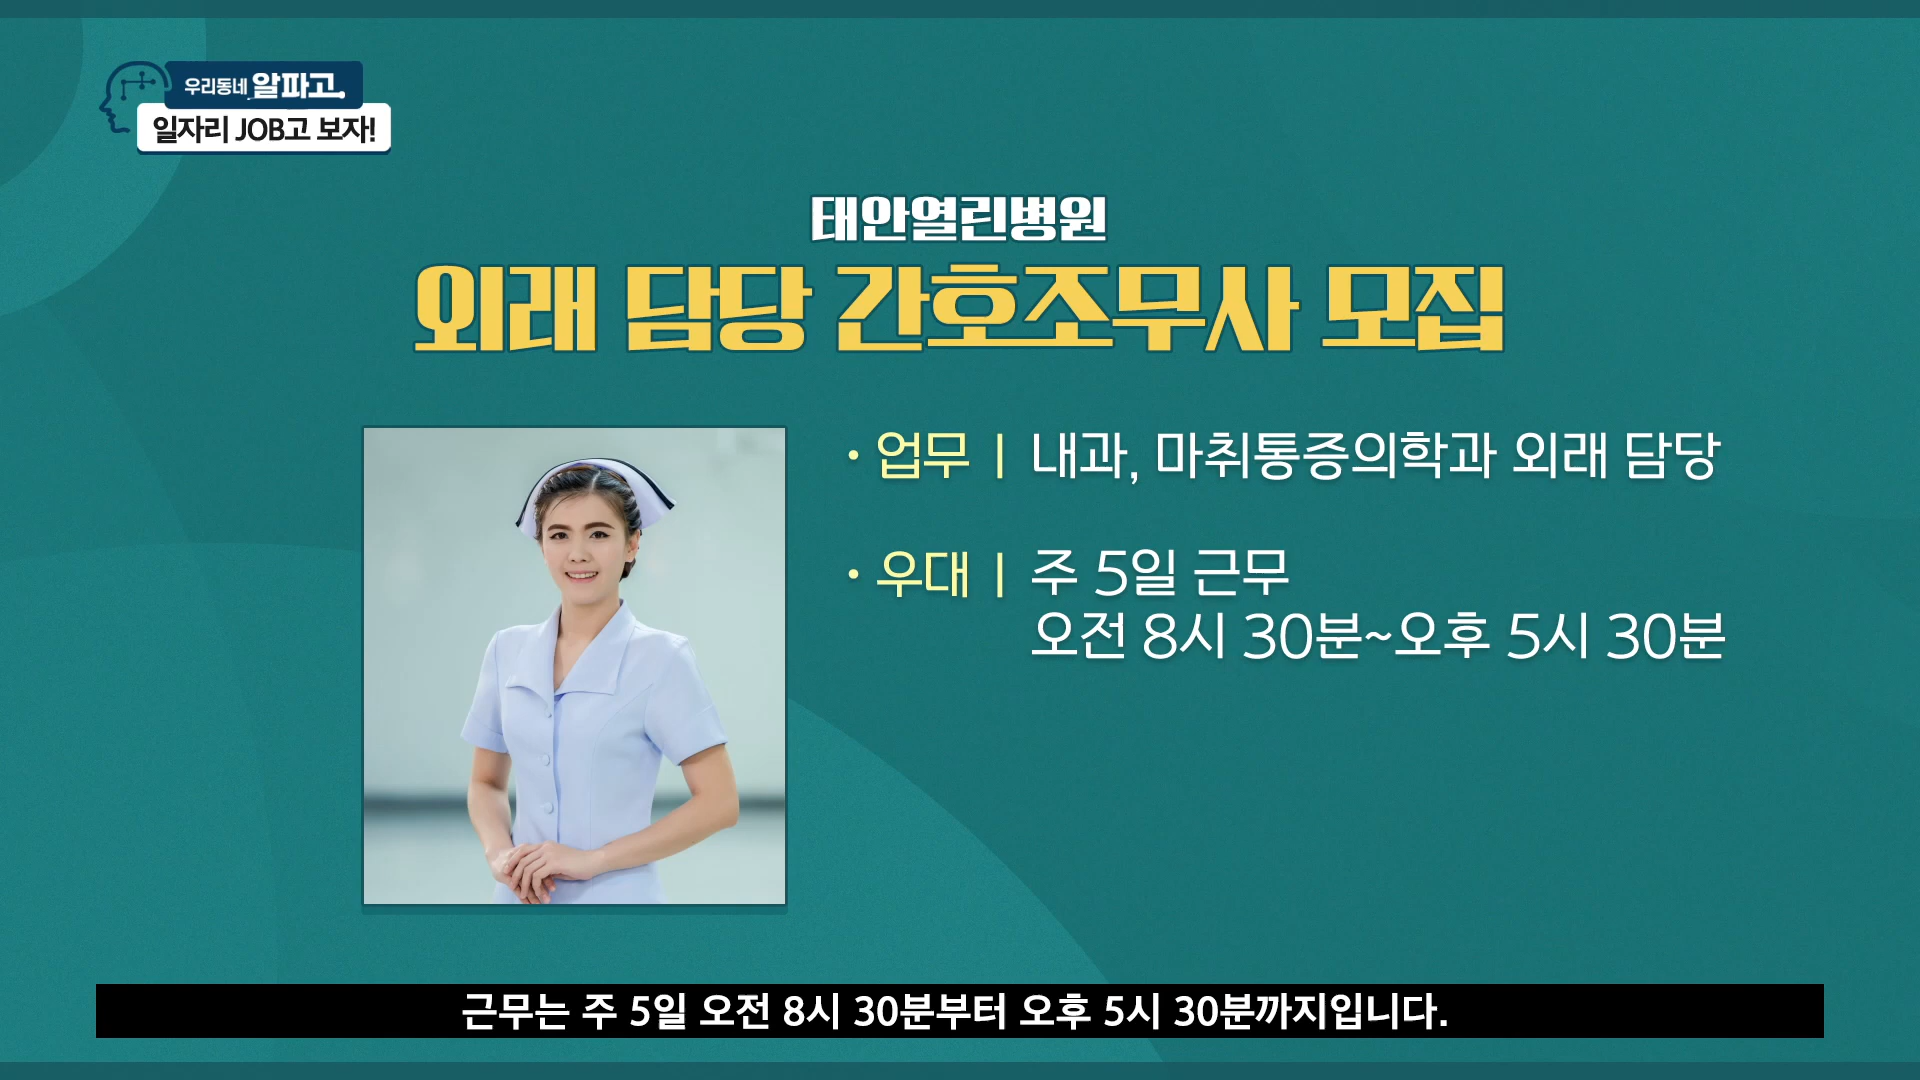 우리동네 알파고
일자리 JOB고 보자!
태안열린병원
외래 담당 간호조무사 모집
· 업무 | 내과, 마취통증의학과 외래 담당
· 우대 | 주 5일 근무
오전 8시 30분~오후 5시 30분
근무는 주 5일 오전 8시 30분부터 오후 5시 30분까지입니다.